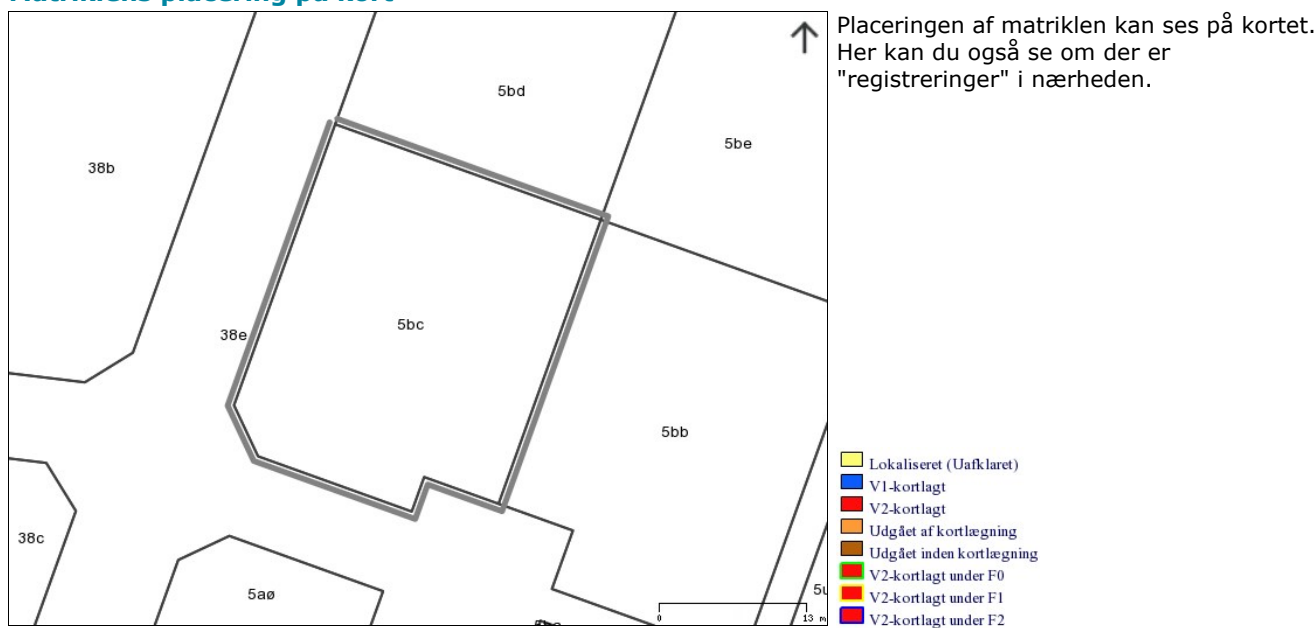 Placeringen af matriklen kan ses på kortet.
Her kan du også se om der er
"registreringer" i nærheden.
5bd
5be
38b
5bc
38e
5bb
38c
5aø
0
13 m
Lokaliseret (Uafklaret)
V1-kortlagt
V2-kortlagt
Udgået af kortlægning
Udgået inden kortlægning
V2-kortlagt under F0
V2-kortlagt under F1
V2-kortlagt under F2